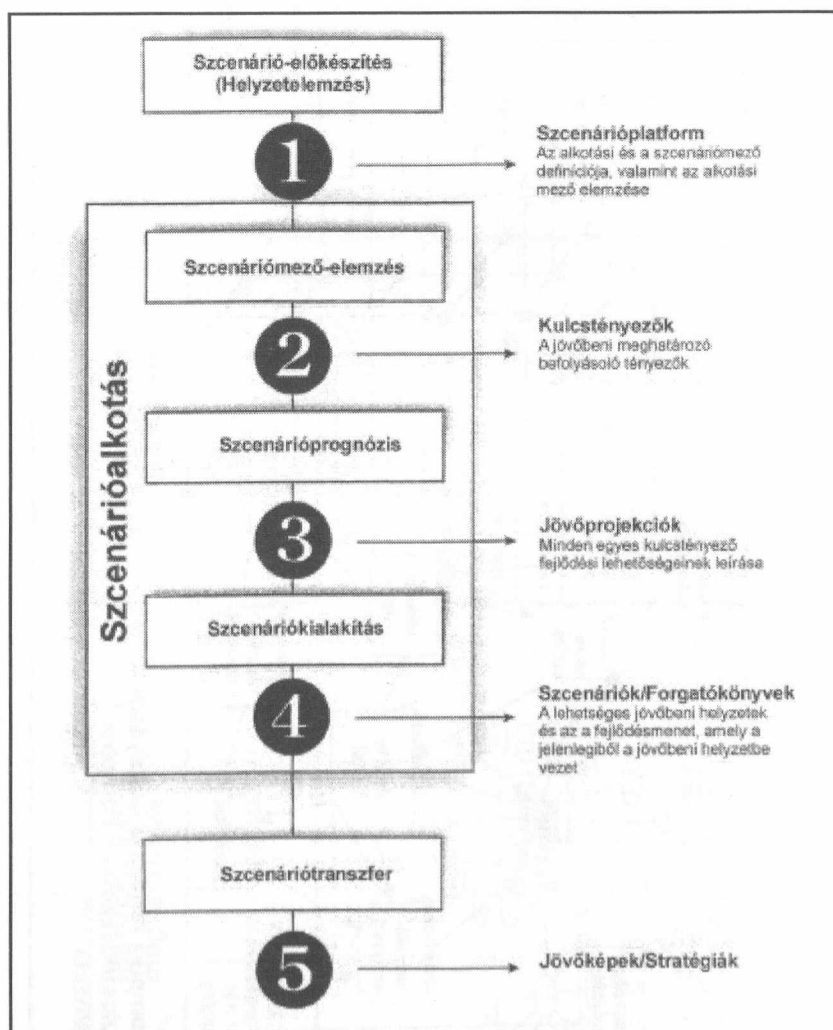 Szcenárió-előkészítés
(Helyzetelemzés)
1
Szcenárióplatform
Az alkotási és a szcenáriómező
definíciója, valamint az alkotási
mező elemzése
Szcenárióalkotás
Szcenáriómező-elemzés
2
Kulcstényezők
A jövőbeni meghatározó
befolyásoló tényezők
Szcenárióprognózis
3
Jövőprojekciók
Minden egyes kulcstényező
fejlődési lehetőségeinek leírása
Szcenáriókialakítás
4
Szcenáriók/Forgatókönyvek
A lehetséges jövőbeni helyzetek
és az a fejlődésmenet, amely a
jelenlegiből a jövőbeni helyzetbe
vezet
Szcenáriótranszfer
5
Jövőképek/Stratégiák